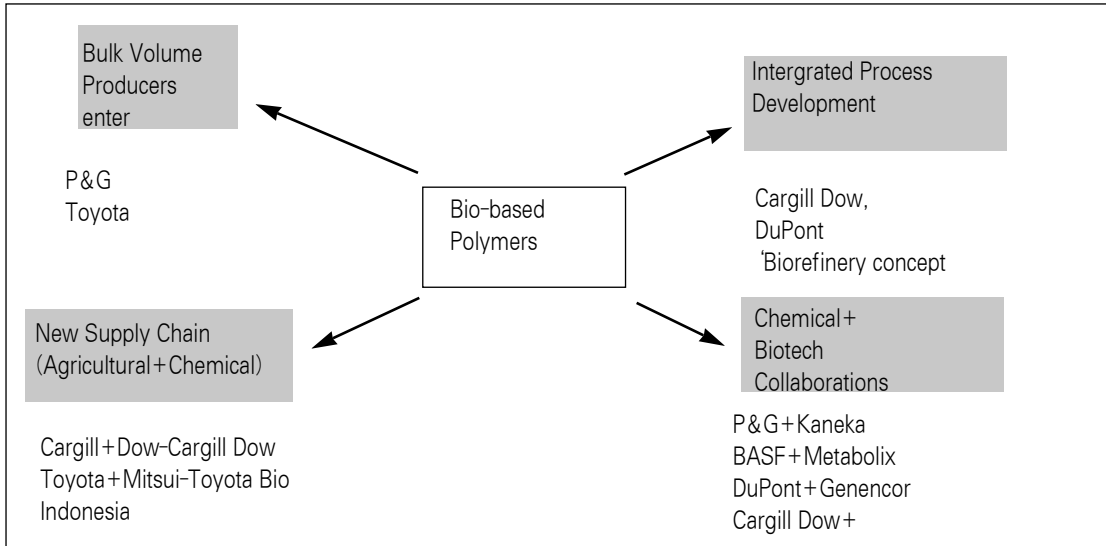 Bulk Volume
Producers
enter
P&G
Toyota
Intergrated Process
Development
Cargill Dow,
DuPont
‘Biorefinery concept
Bio-based
Polymers
New Supply Chain
(Agricultural+Chemical)
Cargill+Dow-Cargill Dow
Toyota+Mitsui-Toyota Bio
Indonesia
Chemical+
Biotech
Collaborations
P&G+Kaneka
BASF+Metabolix
DuPont+Genencor
Cargill Dow+